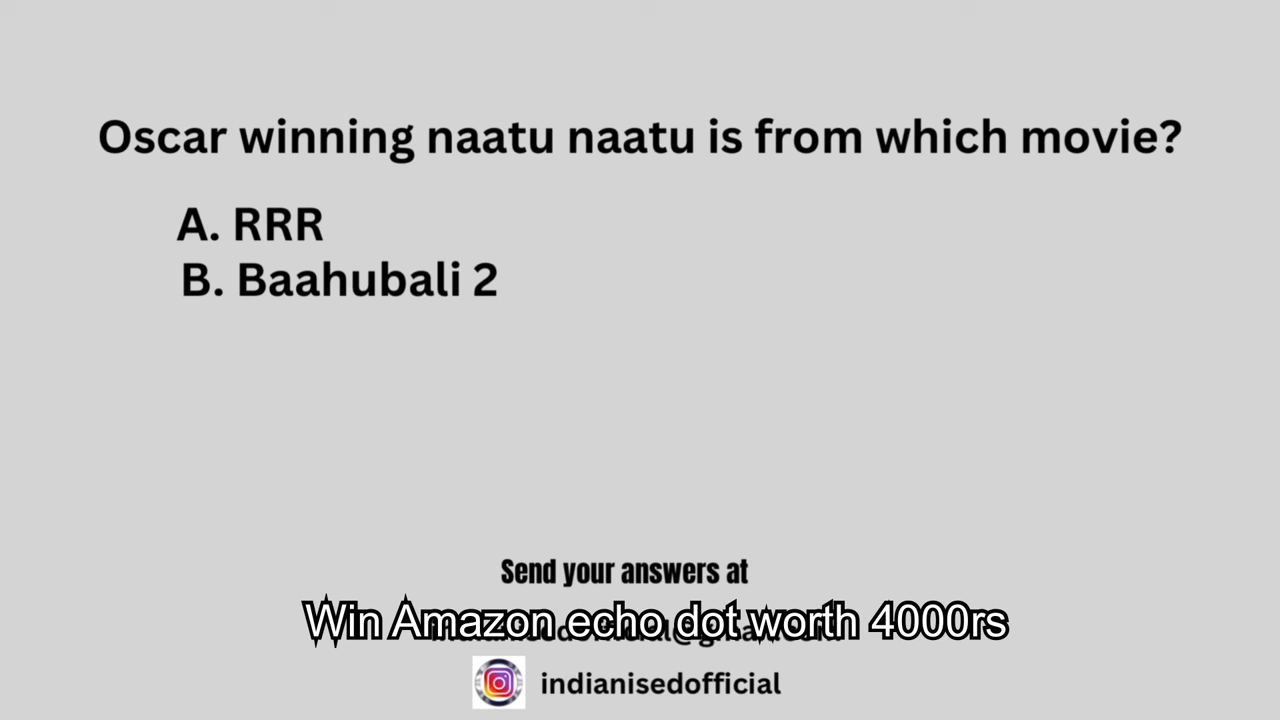 Oscar winning naatu naatu is from which movie?
A. RRR
B. Baahubali 2
Send your answers at
Win Amazon echo dot worth 4000rs
indianisedofficial